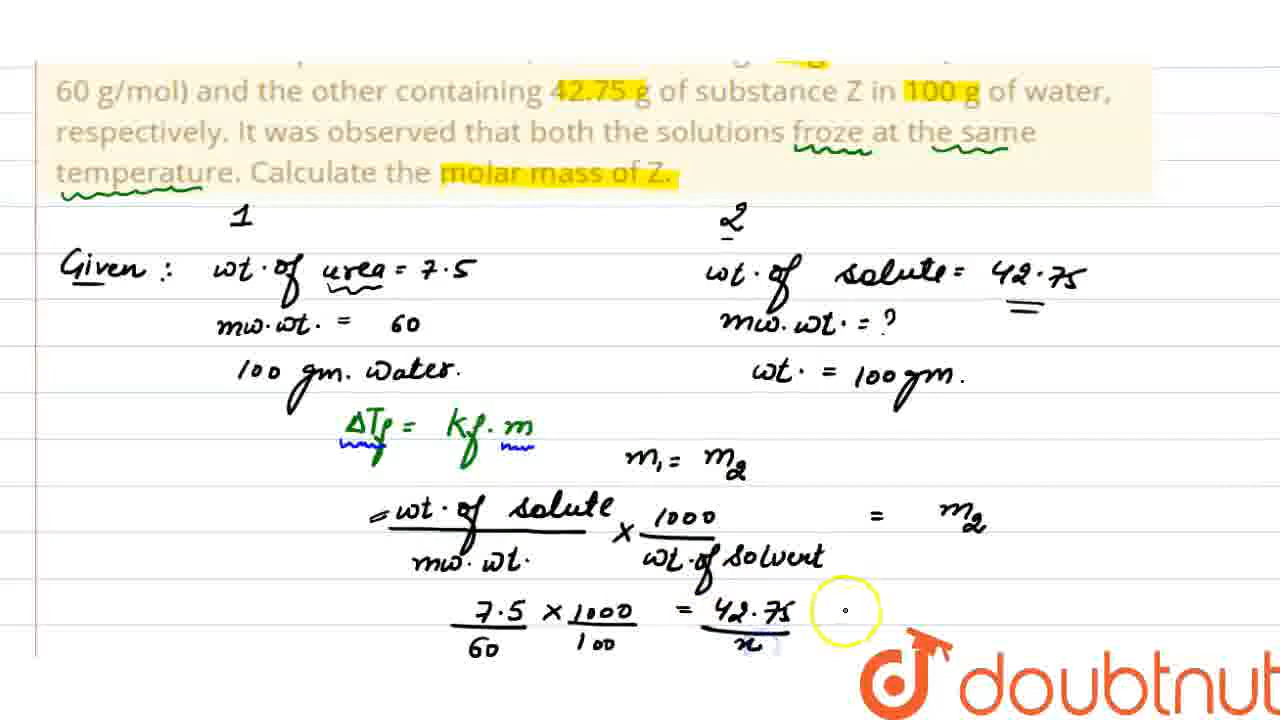 60 g/mol) and the other containing 42.75 g of substance Z in 100 g of water,
respectively. It was observed that both the solutions froze at the same
temperature. Calculate the molar mass of Z.
1 2
Given : wt. of urea = 7.5 wt. of solute = 42.75
mw. wt. = 60 mw. wt. = ?
100 gm. water. wt. = 100 gm.
ΔTf = Kf . m
m₁ = m₂
= wt. of solute / mw. wt. × 1000 / wt. of solvent = m₂
7.5 / 60 × 1000 / 100 = 42.75 / x
doubtnut